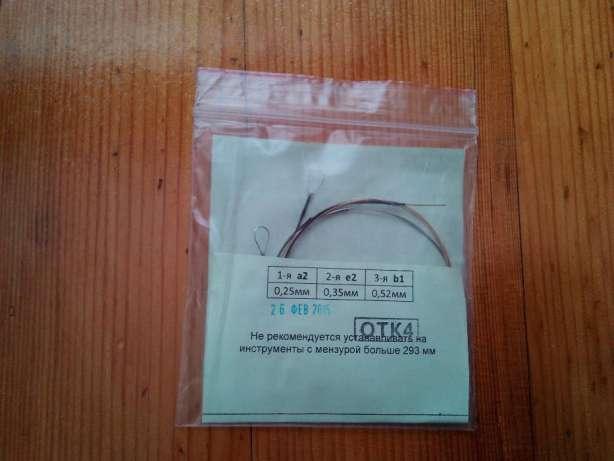 1-я a2 2-я e2 3-я b1
0,25мм 0,35мм 0,52мм
26 ФЕВ 2015
ОТК4
Не рекомендуется устанавливать на
инструменты с мензурой больше 293 мм